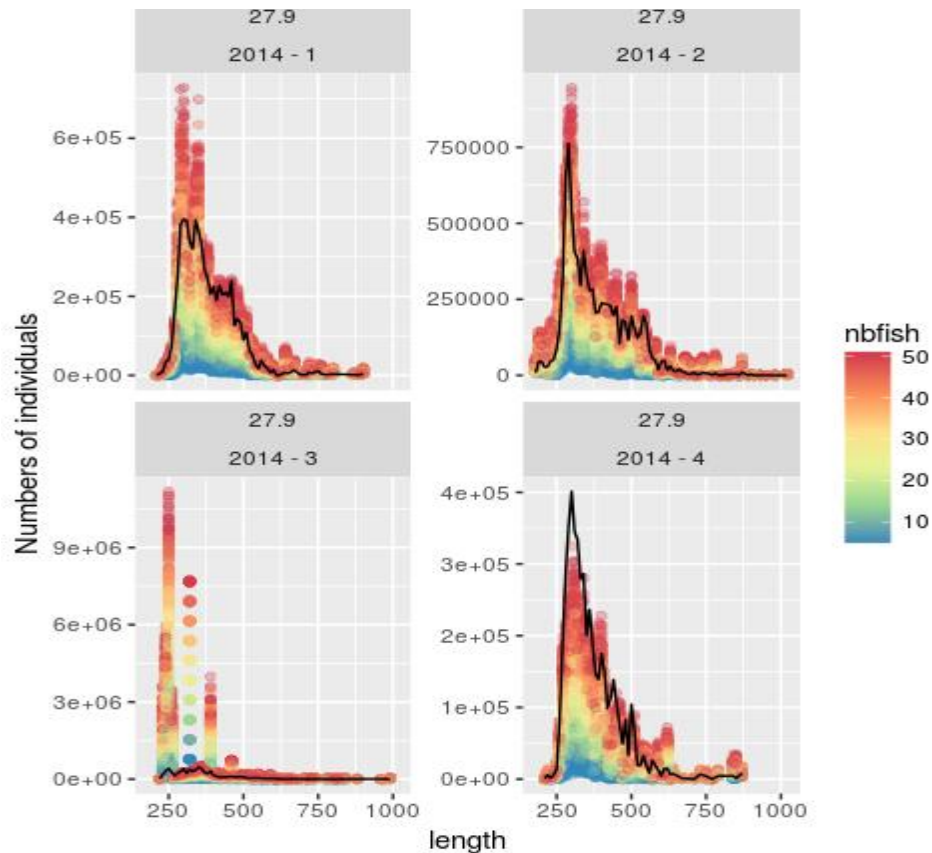 27.9
2014 - 1
27.9
2014 - 2
6e+05
4e+05
2e+05
0e+00
750000
500000
250000
0
27.9
2014 - 3
27.9
2014 - 4
9e+06
6e+06
3e+06
0e+00
4e+05
3e+05
2e+05
1e+05
0e+00
250 500 750 1000
250 500 750 1000
length
Numbers of individuals
nbfish
50
40
30
20
10